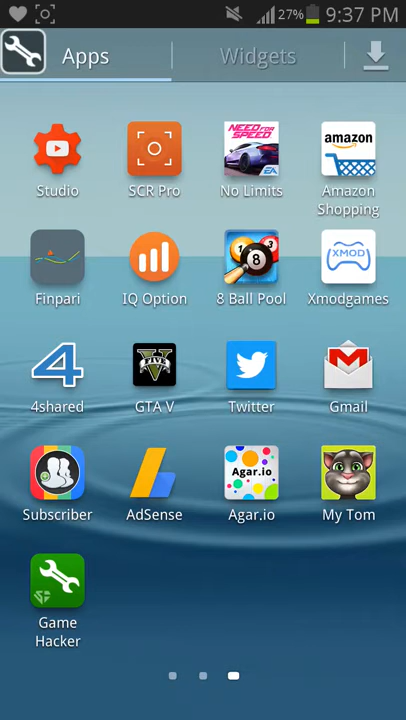 27% 9:37 PM
Apps Widgets
Studio SCR Pro No Limits Amazon Shopping
NEED FOR SPEED
EA
amazon
Finpari IQ Option 8 Ball Pool Xmodgames
8
XMOD
4shared GTA V Twitter Gmail
4
V
FIVE
Subscriber AdSense Agar.io My Tom
Agar.io
Game
Hacker